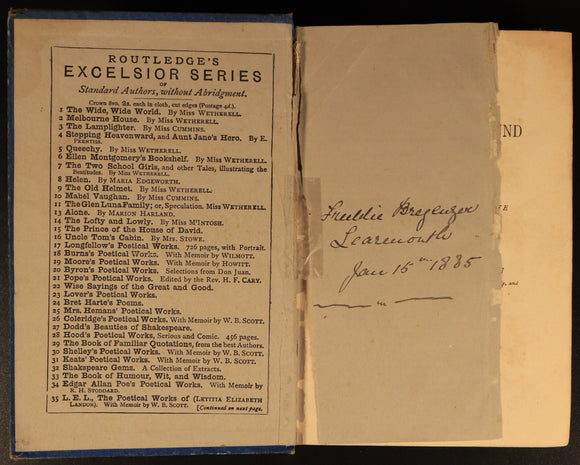 ROUTLEDGE'S
EXCELSIOR SERIES
OF
Standard Authors, without Abridgment.
Crown 8vo, 2s. each in cloth, cut edges (Postage 4d.).
1 The Wide, Wide World. By Miss WETHERELL.
2 Melbourne House. By Miss WETHERELL.
3 The Lamplighter. By Miss CUMMINS.
4 Stepping Heavenward, and Aunt Jane's Hero. By E. PRENTISS.
5 Queechy. By Miss WETHERELL.
6 Ellen Montgomery's Bookshelf. By Miss WETHERELL.
7 The Two School Girls, and other Tales, illustrating the
Beatitudes. By Miss WETHERELL.
8 Helen. By MARIA EDGEWORTH.
9 The Old Helmet. By Miss WETHERELL.
10 Mabel Vaughan. By Miss CUMMINS.
11 The Glen Luna Family; or, Speculation. Miss WETHERELL.
13 Alone. By MARION HARLAND.
14 The Lofty and Lowly. By Miss M'INTOSH.
15 The Prince of the House of David.
16 Uncle Tom's Cabin. By Mrs. STOWE.
17 Longfellow's Poetical Works. 726 pages, with Portrait.
18 Burns's Poetical Works. With Memoir by WILLMOTT.
19 Moore's Poetical Works. With Memoir by HOWITT.
20 Byron's Poetical Works. Selections from Don Juan.
21 Pope's Poetical Works. Edited by the Rev. H. F. CARY.
22 Wise Sayings of the Great and Good.
23 Lover's Poetical Works.
24 Bret Harte's Poems.
25 Mrs. Hemans' Poetical Works.
26 Coleridge's Poetical Works. With Memoir by W. B. SCOTT.
27 Dodd's Beauties of Shakespeare.
28 Hood's Poetical Works, Serious and Comic. 456 pages.
29 The Book of Familiar Quotations, from the best Authors.
30 Shelley's Poetical Works. With Memoir by W. B. SCOTT.
31 Keats' Poetical Works. With Memoir by W. B. SCOTT.
32 Shakspeare Gems. A Collection of Extracts.
33 The Book of Humour, Wit, and Wisdom.
34 Edgar Allan Poe's Poetical Works. With Memoir by
R. H. STODDARD.
35 L. E. L., The Poetical Works of (LETITIA ELIZABETH
LANDON). With Memoir by W. B. SCOTT. [Continued on next page.
Freddie Bregenzer
Learmonth
Jan 15th 1885
UND
and